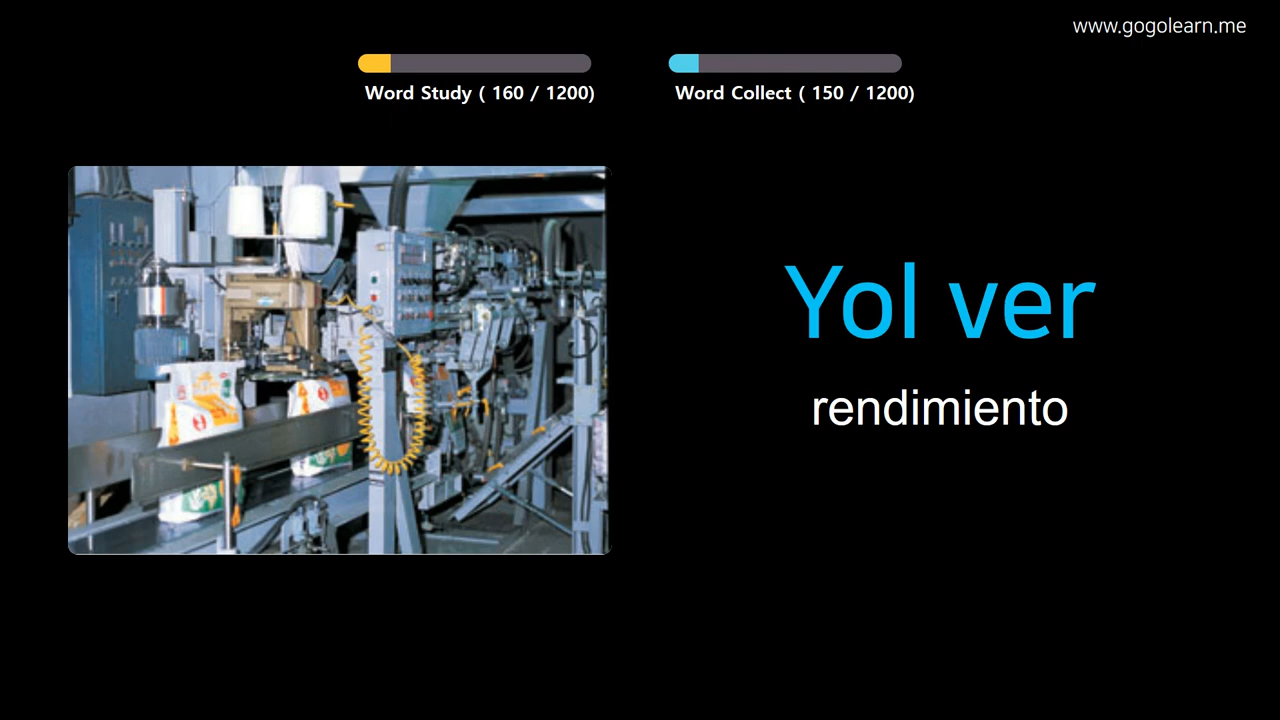 www.gogolearn.me
Word Study ( 160 / 1200)
Word Collect ( 150 / 1200)
Yol ver
rendimiento